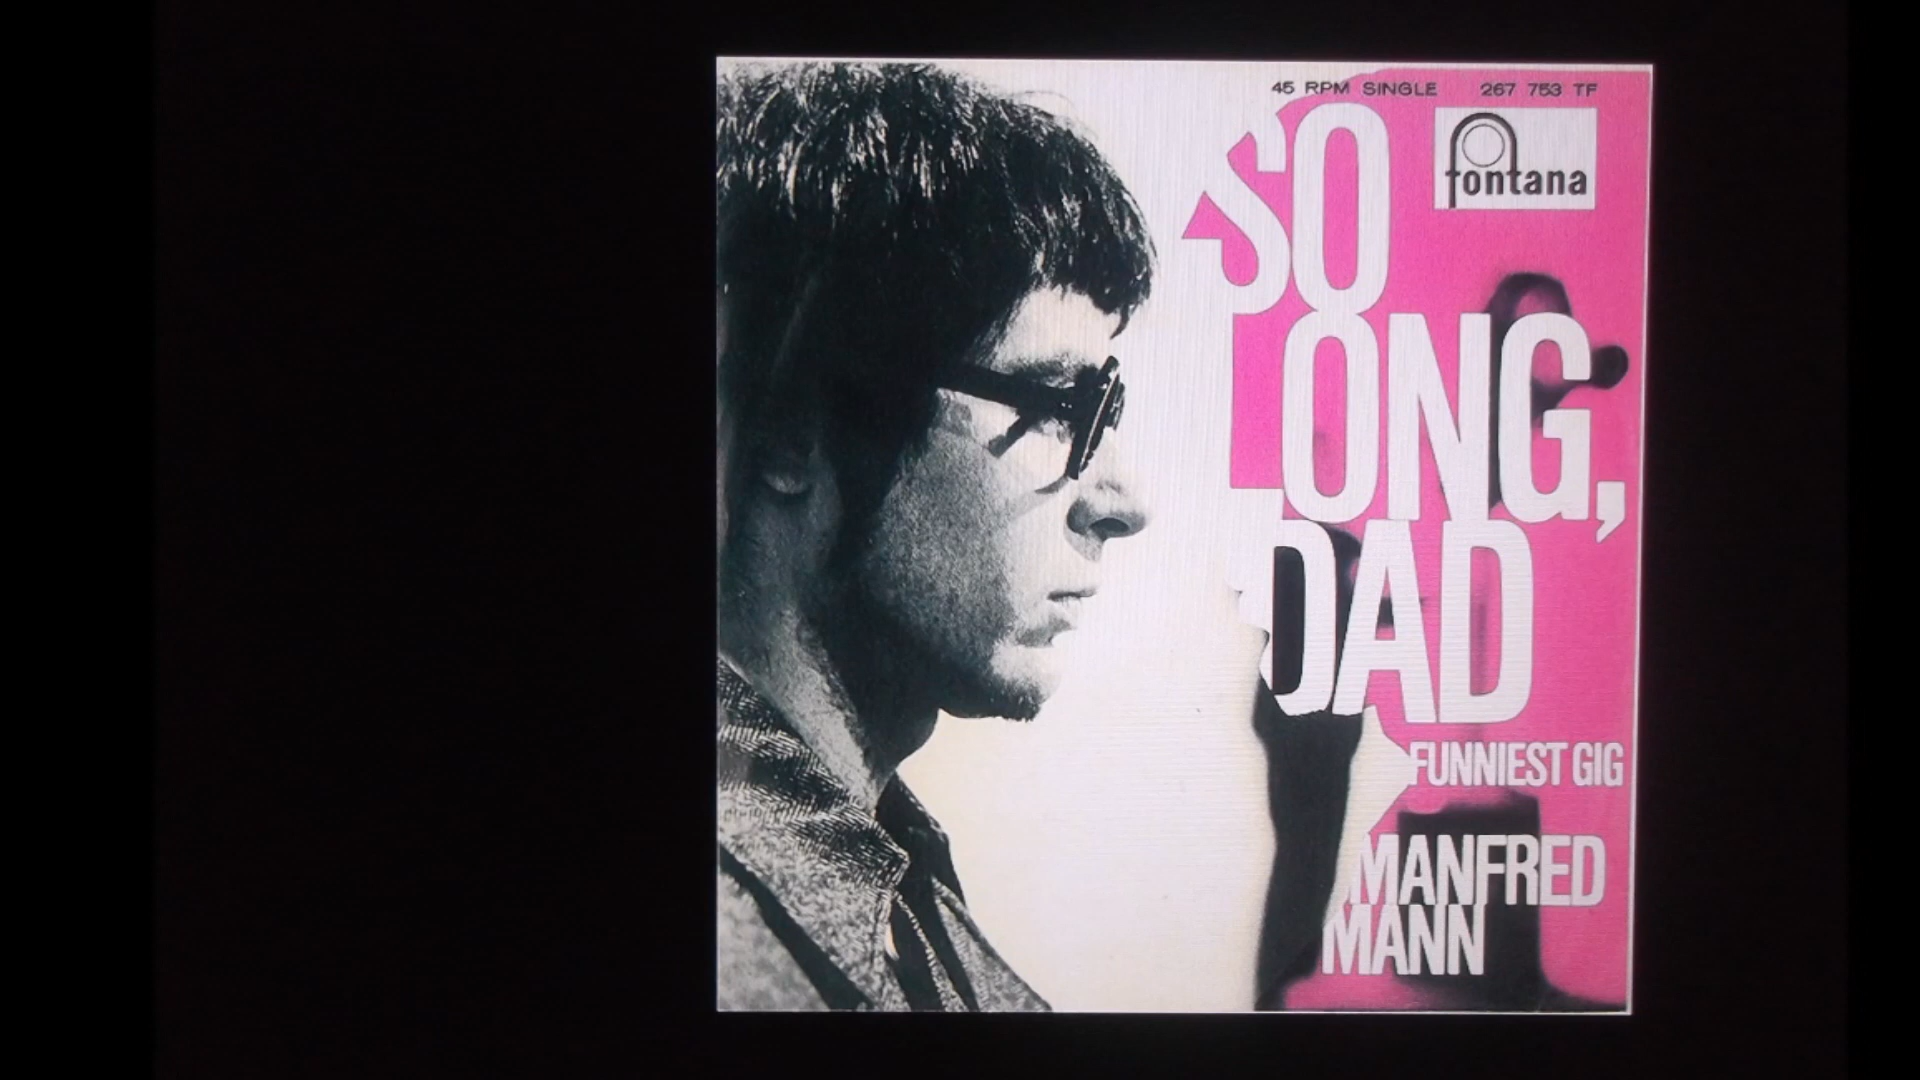 45 RPM SINGLE 267 753 TF
fontana
SO
LONG,
DAD
FUNNIEST GIG
MANFRED
MANN